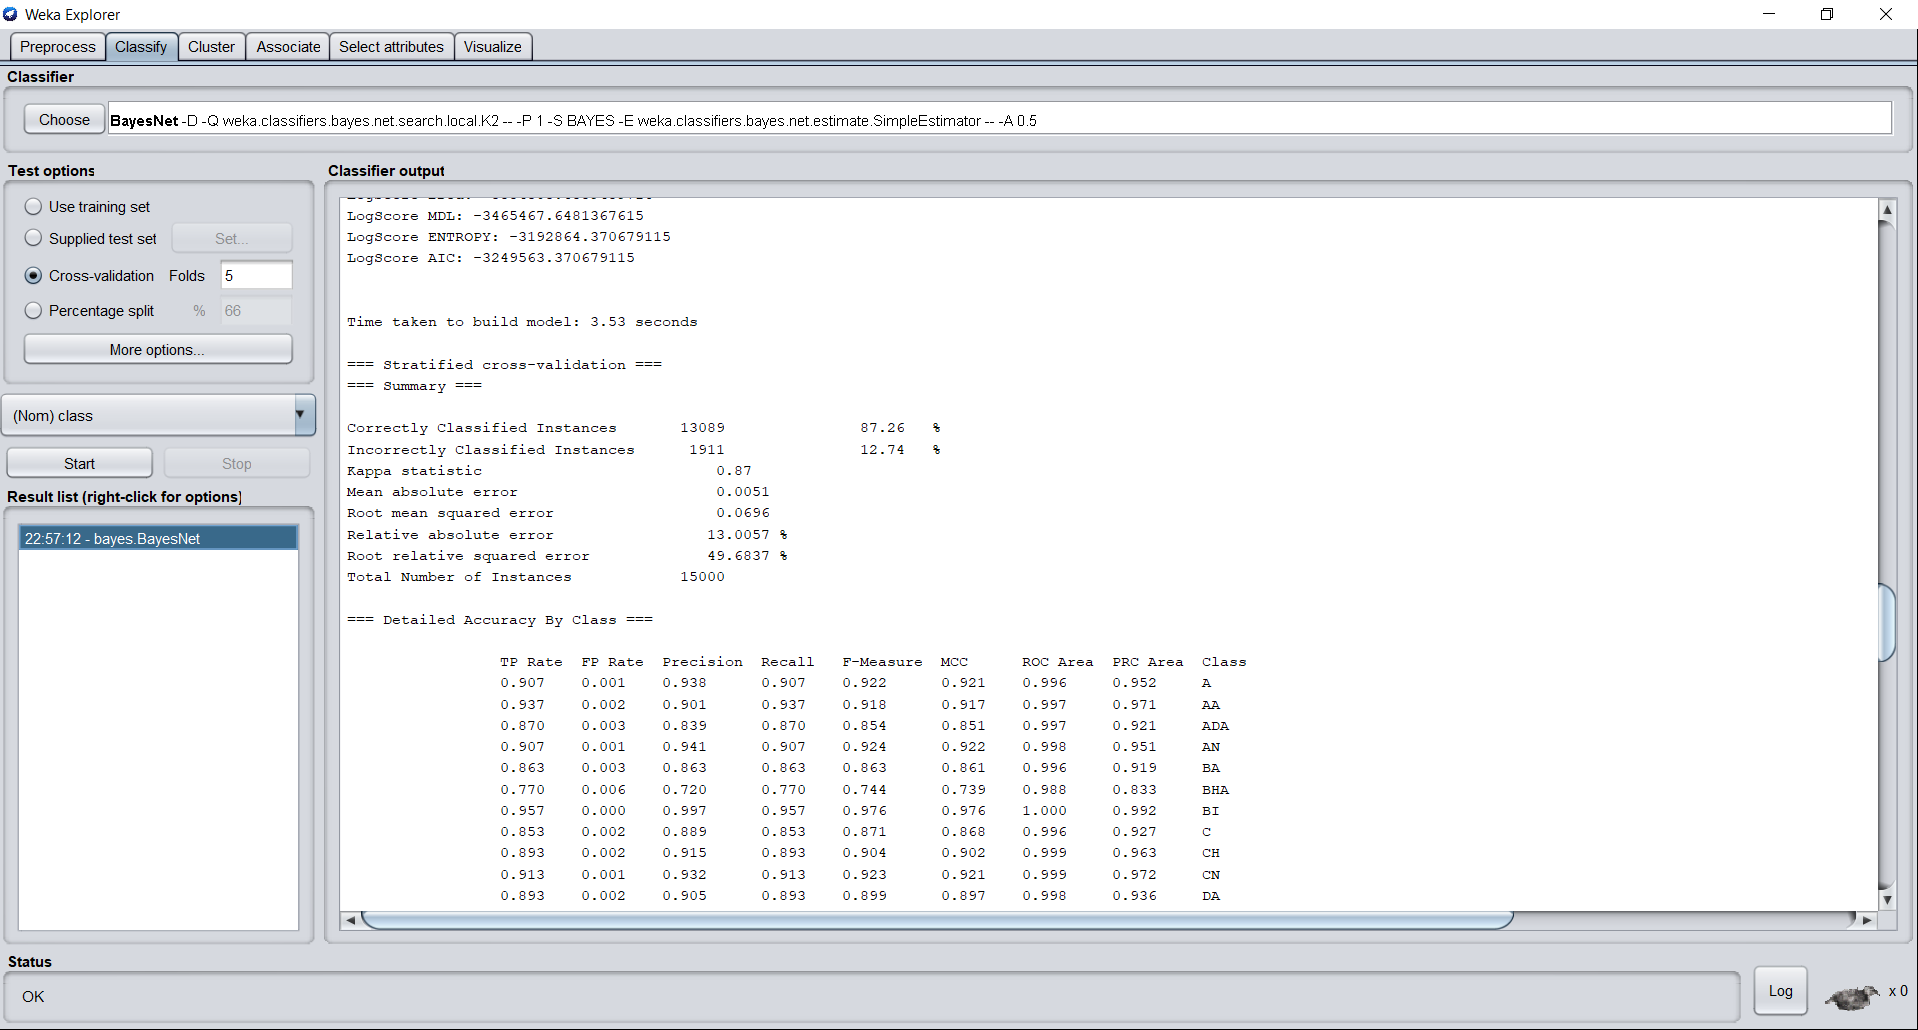 Weka Explorer
Preprocess Classify Cluster Associate Select attributes Visualize
Classifier
Choose BayesNet -D -Q weka.classifiers.bayes.net.search.local.K2 -- -P 1 -S BAYES -E weka.classifiers.bayes.net.estimate.SimpleEstimator -- -A 0.5
Test options
Use training set
Supplied test set Set...
Cross-validation Folds 5
Percentage split % 66
More options...
(Nom) class
Start Stop
Result list (right-click for options)
22:57:12 - bayes.BayesNet
Classifier output
LogScore MDL: -3465467.6481367615
LogScore ENTROPY: -3192864.370679115
LogScore AIC: -3249563.370679115
Time taken to build model: 3.53 seconds
=== Stratified cross-validation ===
=== Summary ===
Correctly Classified Instances 13089 87.26 %
Incorrectly Classified Instances 1911 12.74 %
Kappa statistic 0.87
Mean absolute error 0.0051
Root mean squared error 0.0696
Relative absolute error 13.0057 %
Root relative squared error 49.6837 %
Total Number of Instances 15000
=== Detailed Accuracy By Class ===
TP Rate FP Rate Precision Recall F-Measure MCC ROC Area PRC Area Class
0.907 0.001 0.938 0.907 0.922 0.921 0.996 0.952 A
0.937 0.002 0.901 0.937 0.918 0.917 0.997 0.971 AA
0.870 0.003 0.839 0.870 0.854 0.851 0.997 0.921 ADA
0.907 0.001 0.941 0.907 0.924 0.922 0.998 0.951 AN
0.863 0.003 0.863 0.863 0.863 0.861 0.996 0.919 BA
0.770 0.006 0.720 0.770 0.744 0.739 0.988 0.833 BHA
0.957 0.000 0.997 0.957 0.976 0.976 1.000 0.992 BI
0.853 0.002 0.889 0.853 0.871 0.868 0.996 0.927 C
0.893 0.002 0.915 0.893 0.904 0.902 0.999 0.963 CH
0.913 0.001 0.932 0.913 0.923 0.921 0.999 0.972 CN
0.893 0.002 0.905 0.893 0.899 0.897 0.998 0.936 DA
Status
OK
Log
x 0